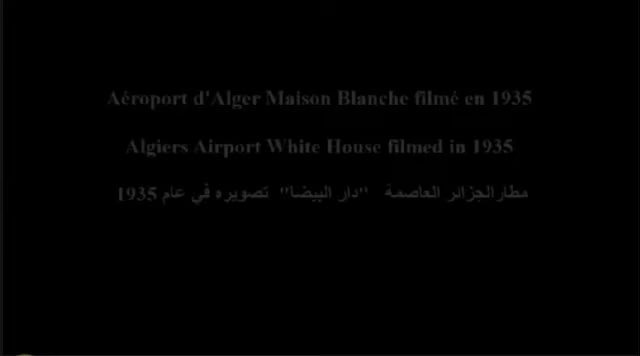 Aéroport d'Alger Maison Blanche filmé en 1935
Algiers Airport White House filmed in 1935
مطارالجزائر العاصمة "دار البيضا" تصويره في عام 1935